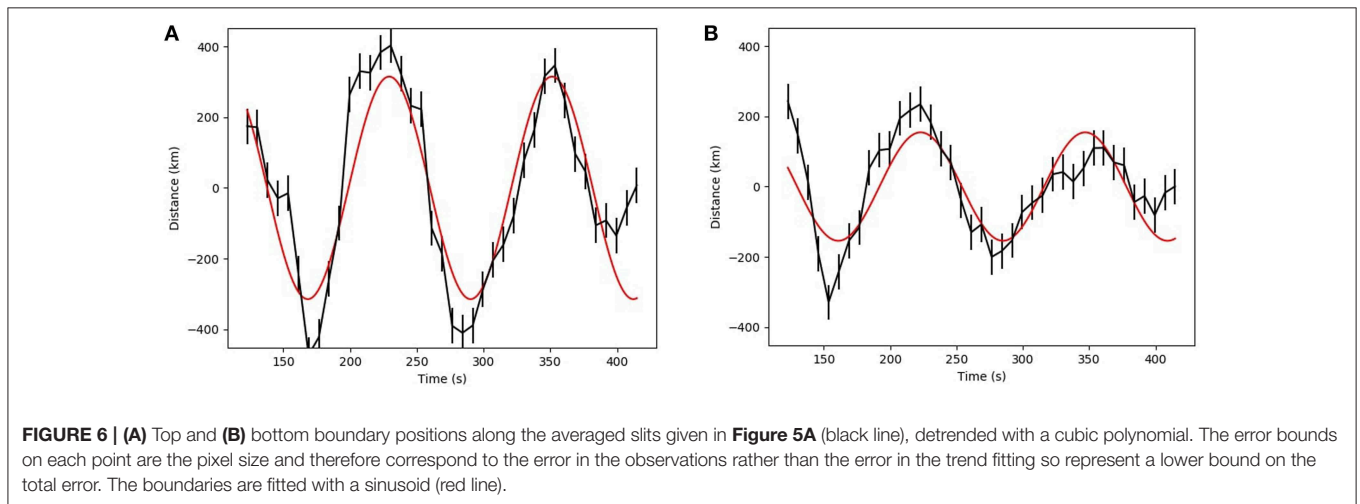 A
B
400
200
0
−200
−400
Distance (km)
150
200
250
300
350
400
Time (s)
400
200
0
−200
−400
Distance (km)
150
200
250
300
350
400
Time (s)
FIGURE 6 | (A) Top and (B) bottom boundary positions along the averaged slits given in Figure 5A (black line), detrended with a cubic polynomial. The error bounds
on each point are the pixel size and therefore correspond to the error in the observations rather than the error in the trend fitting so represent a lower bound on the
total error. The boundaries are fitted with a sinusoid (red line).